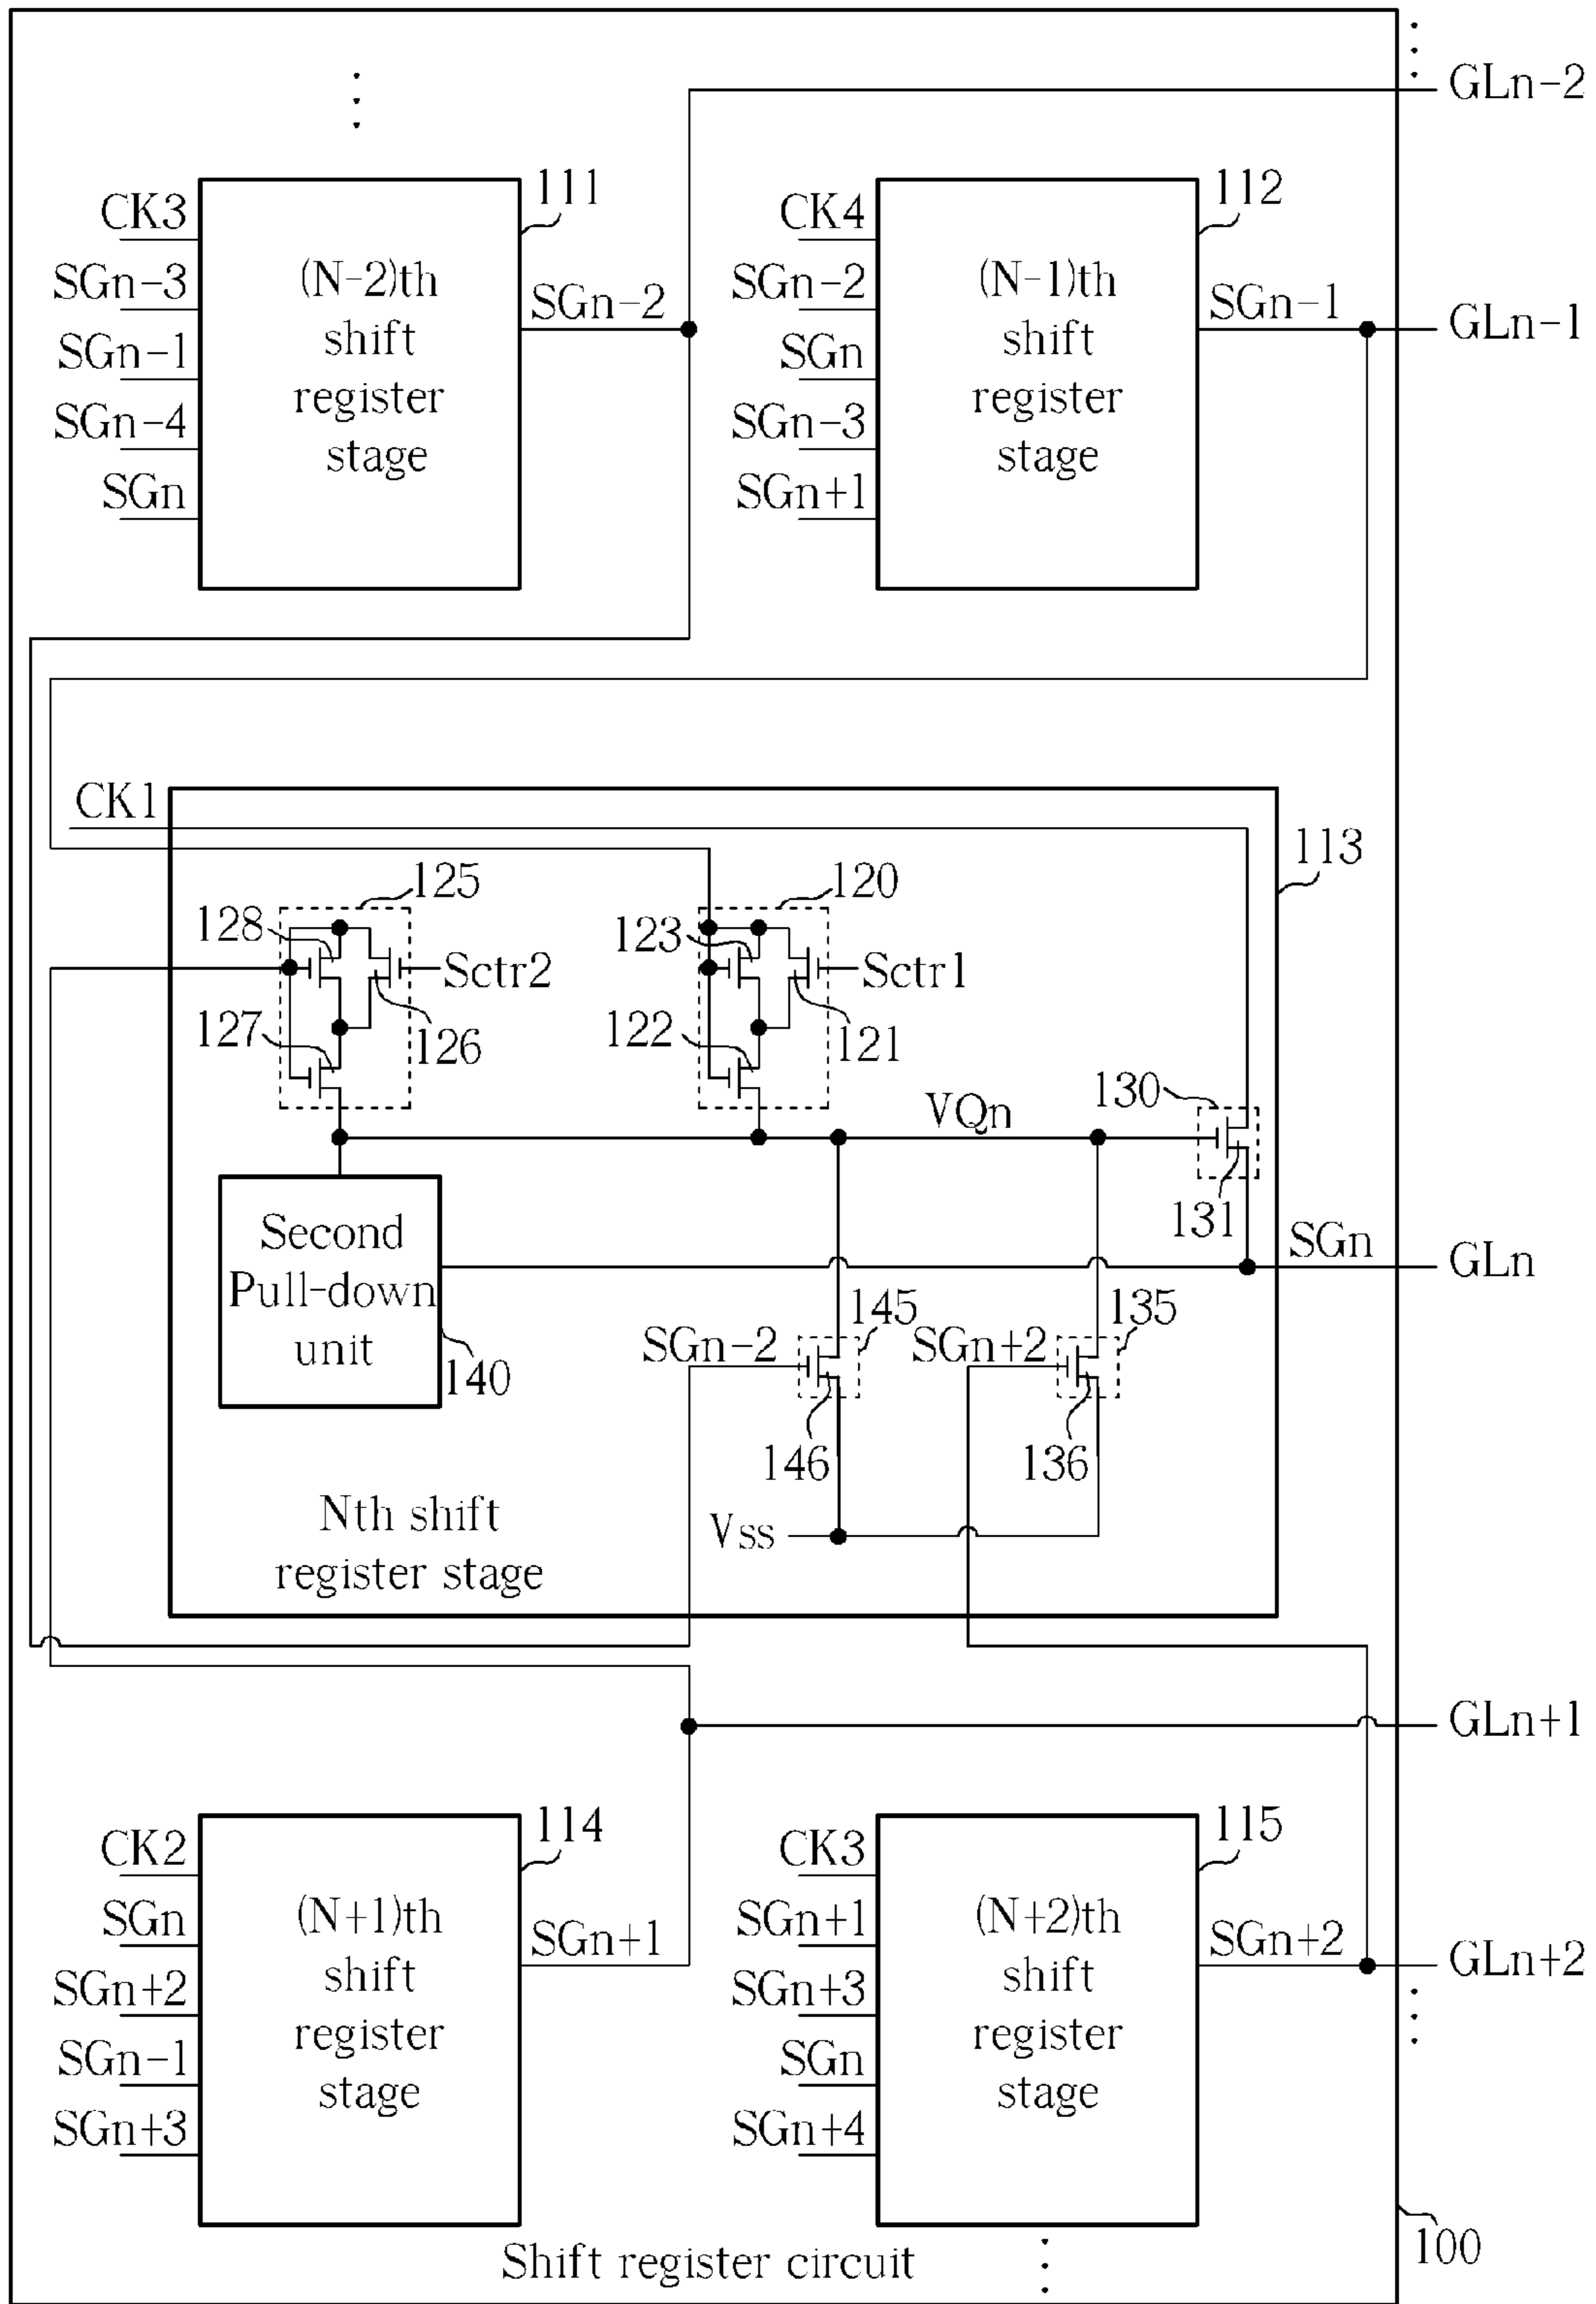 GLn-2
111
CK3
SGn-3
SGn-1
SGn-4
SGn
(N-2)th
shift
register
stage
SGn-2
112
CK4
SGn-2
SGn
SGn-3
SGn+1
(N-1)th
shift
register
stage
SGn-1
GLn-1
CK1
113
125
120
128
123
Sctr2
Sctr1
127
126
122
121
VQn
130
131
SGn
GLn
Second
Pull-down
unit
140
SGn-2
145
SGn+2
135
146
136
Vss
Nth shift
register stage
GLn+1
114
CK2
SGn
SGn+2
SGn-1
SGn+3
(N+1)th
shift
register
stage
SGn+1
115
CK3
SGn+1
SGn+3
SGn
SGn+4
(N+2)th
shift
register
stage
SGn+2
GLn+2
Shift register circuit
100